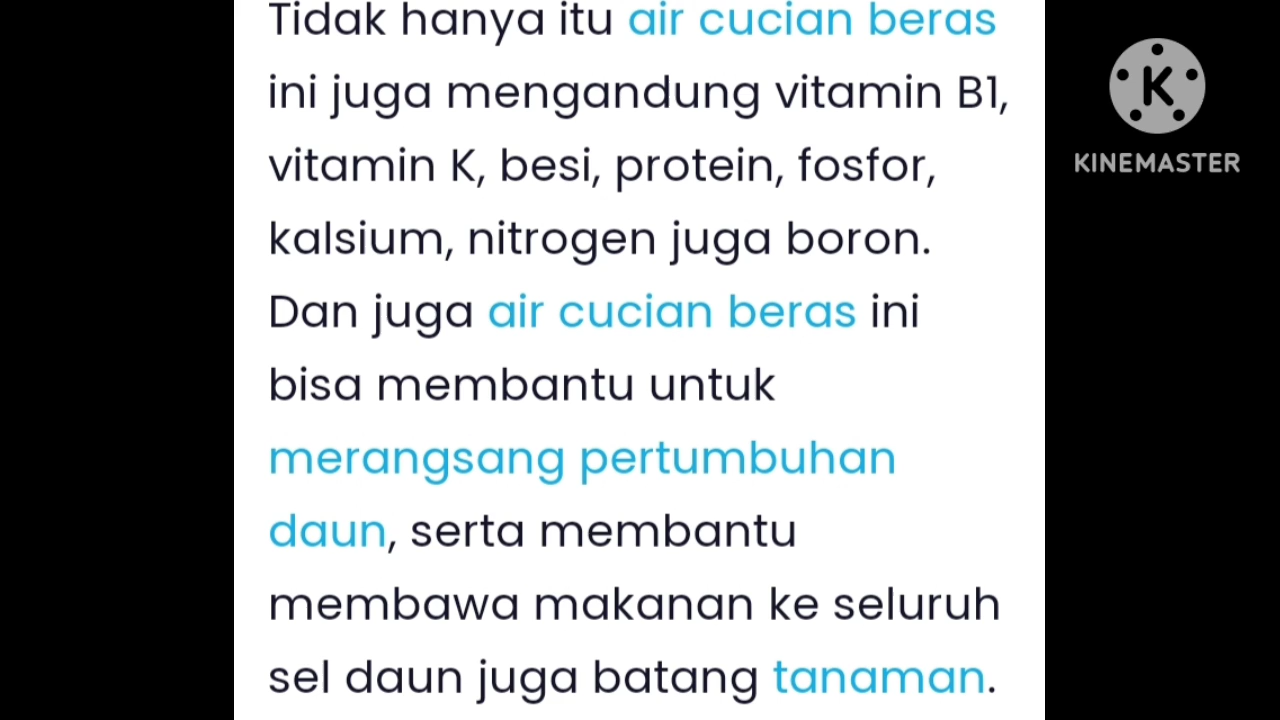 Tidak hanya itu air cucian beras
ini juga mengandung vitamin B1,
vitamin K, besi, protein, fosfor,
kalsium, nitrogen juga boron.
Dan juga air cucian beras ini
bisa membantu untuk
merangsang pertumbuhan
daun, serta membantu
membawa makanan ke seluruh
sel daun juga batang tanaman.
K
KINEMASTER